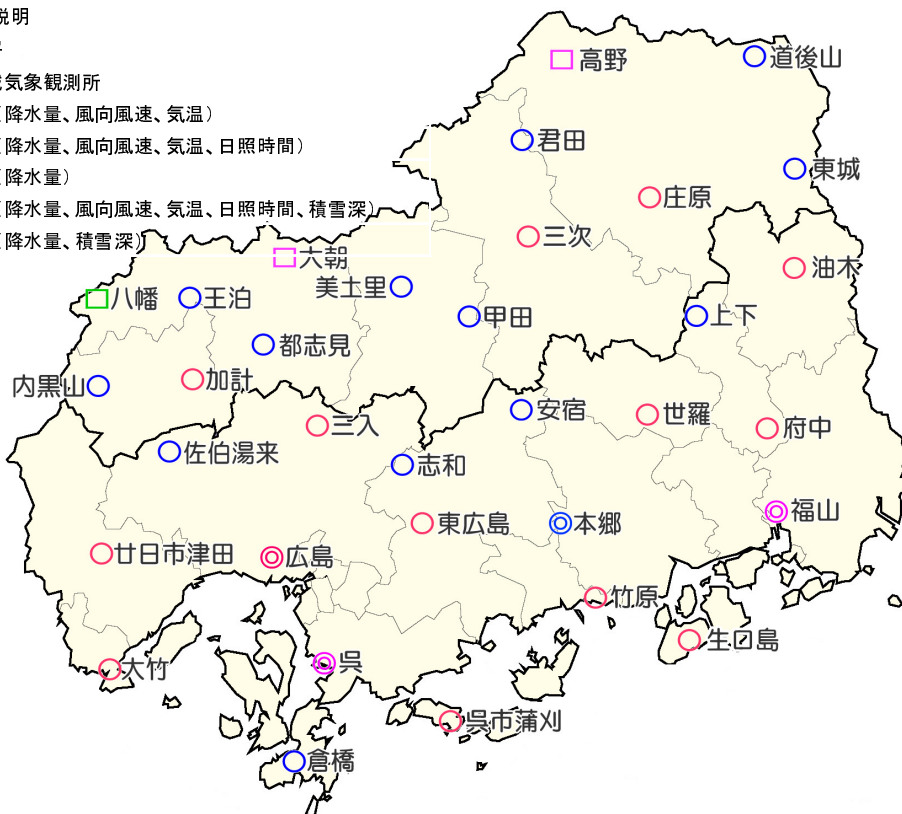 説明
域気象観測所
（降水量、風向風速、気温）
（降水量、風向風速、気温、日照時間）
（降水量）
（降水量、風向風速、気温、日照時間、積雪深）
（降水量、積雪深）
高野
道後山
君田
東城
庄原
三次
大朝
油木
美土里
八幡
王泊
甲田
上下
都志見
内黒山
加計
安宿
世羅
三入
府中
佐伯湯来
志和
福山
東広島
本郷
廿日市津田
広島
竹原
生口島
呉
大竹
呉市蒲刈
倉橋